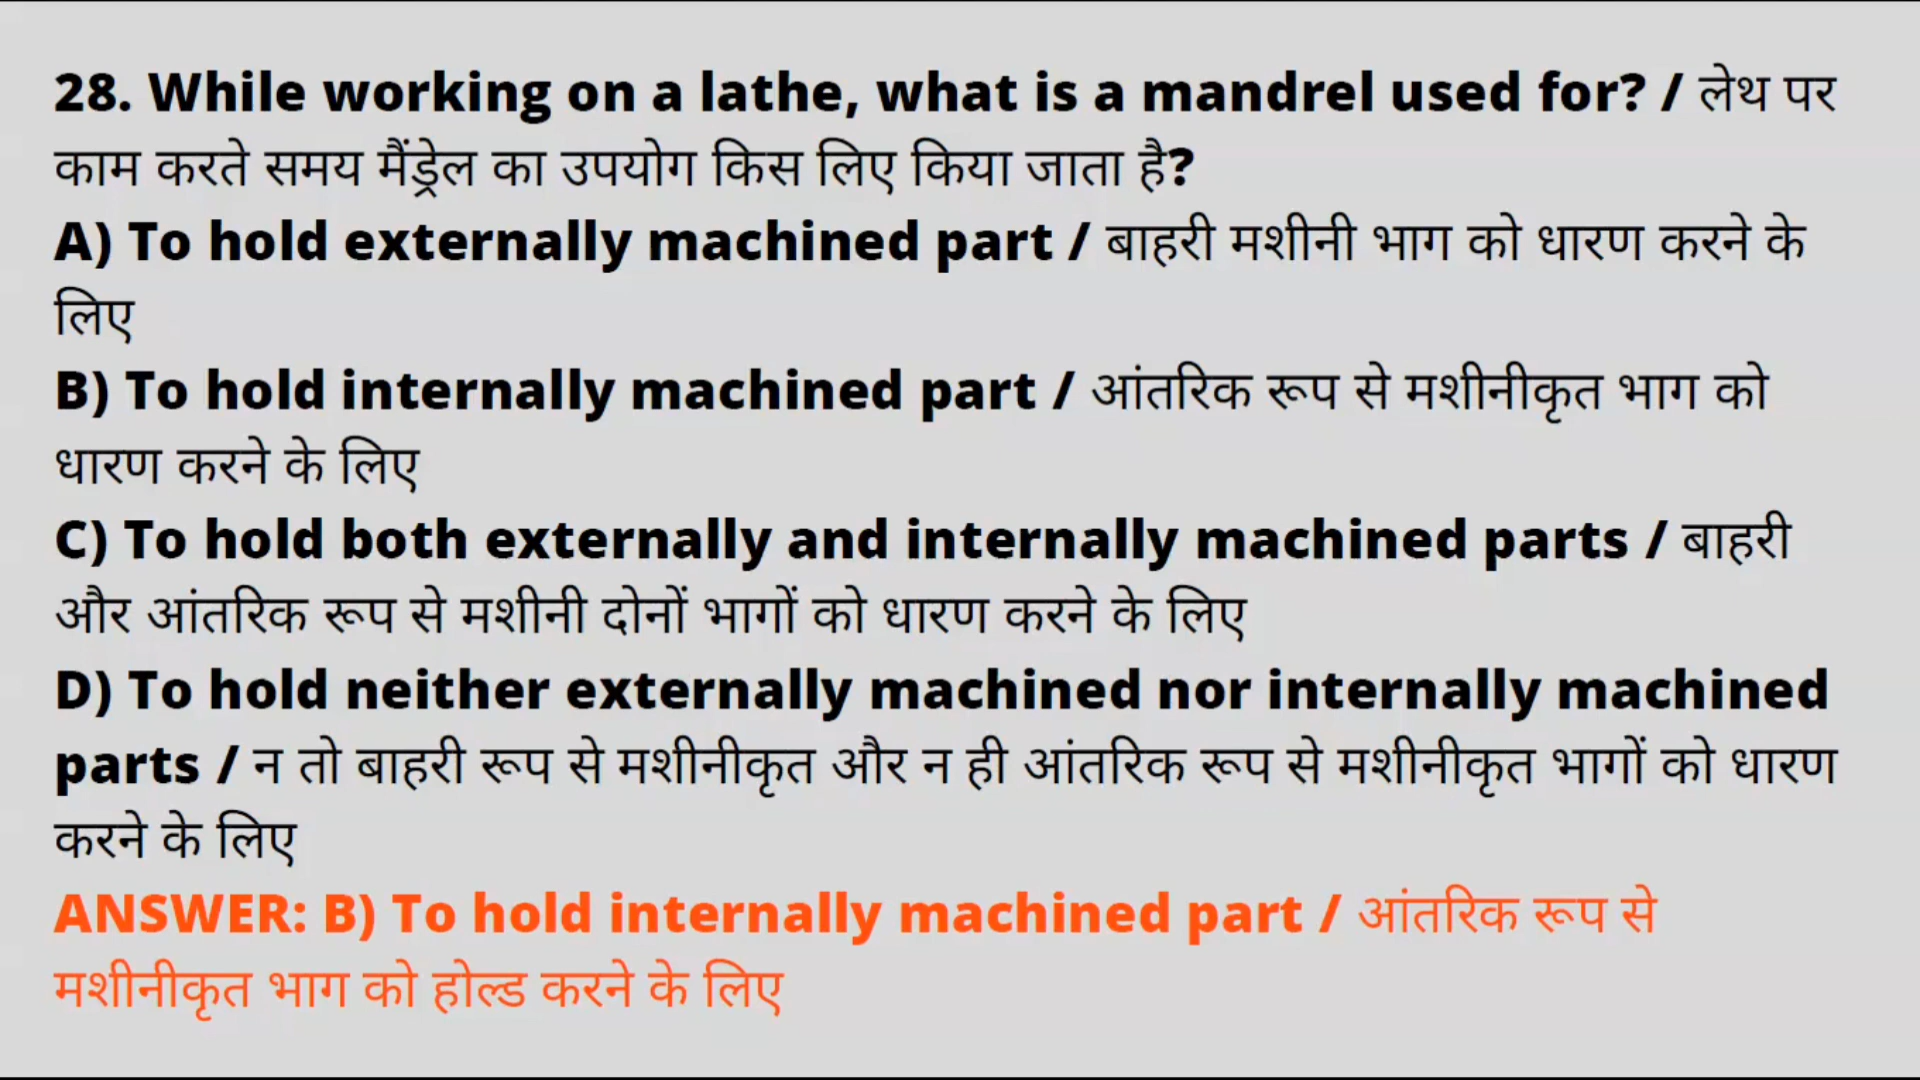 28. While working on a lathe, what is a mandrel used for? / लेथ पर
काम करते समय मैंड्रेल का उपयोग किस लिए किया जाता है?
A) To hold externally machined part / बाहरी मशीनी भाग को धारण करने के
लिए
B) To hold internally machined part / आंतरिक रूप से मशीनीकृत भाग को
धारण करने के लिए
C) To hold both externally and internally machined parts / बाहरी
और आंतरिक रूप से मशीनी दोनों भागों को धारण करने के लिए
D) To hold neither externally machined nor internally machined
parts / न तो बाहरी रूप से मशीनीकृत और न ही आंतरिक रूप से मशीनीकृत भागों को धारण
करने के लिए
ANSWER: B) To hold internally machined part / आंतरिक रूप से
मशीनीकृत भाग को होल्ड करने के लिए